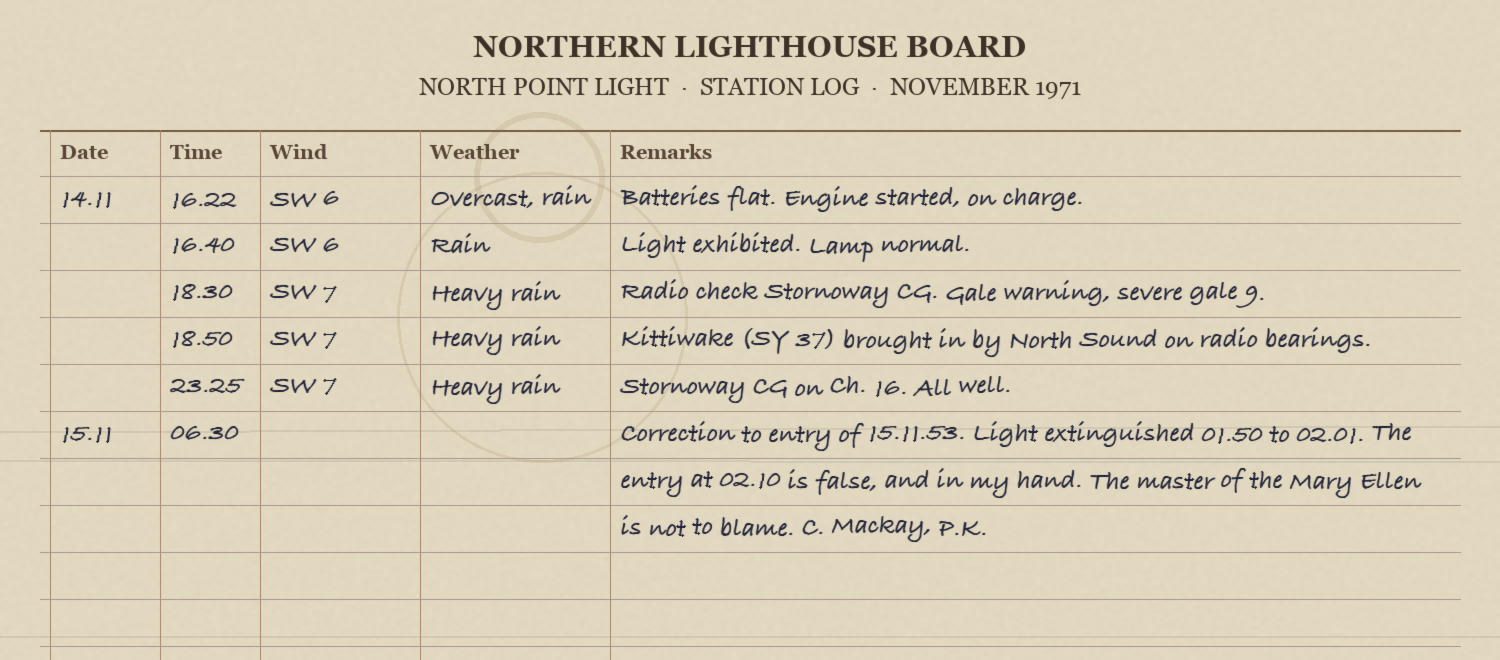 NORTHERN LIGHTHOUSE BOARD
NORTH POINT LIGHT · STATION LOG · NOVEMBER 1971
Date Time Wind Weather Remarks
14.11 16.22 SW 6 Overcast, rain Batteries flat. Engine started, on charge.
16.40 SW 6 Rain Light exhibited. Lamp normal.
18.30 SW 7 Heavy rain Radio check Stornoway CG. Gale warning, severe gale 9.
18.50 SW 7 Heavy rain Kittiwake (SY 37) brought in by North Sound on radio bearings.
23.25 SW 7 Heavy rain Stornoway CG on Ch. 16. All well.
15.11 06.30 Correction to entry of 15.11.53. Light extinguished 01.50 to 02.01. The
entry at 02.10 is false, and in my hand. The master of the Mary Ellen
is not to blame. C. Mackay, P.K.